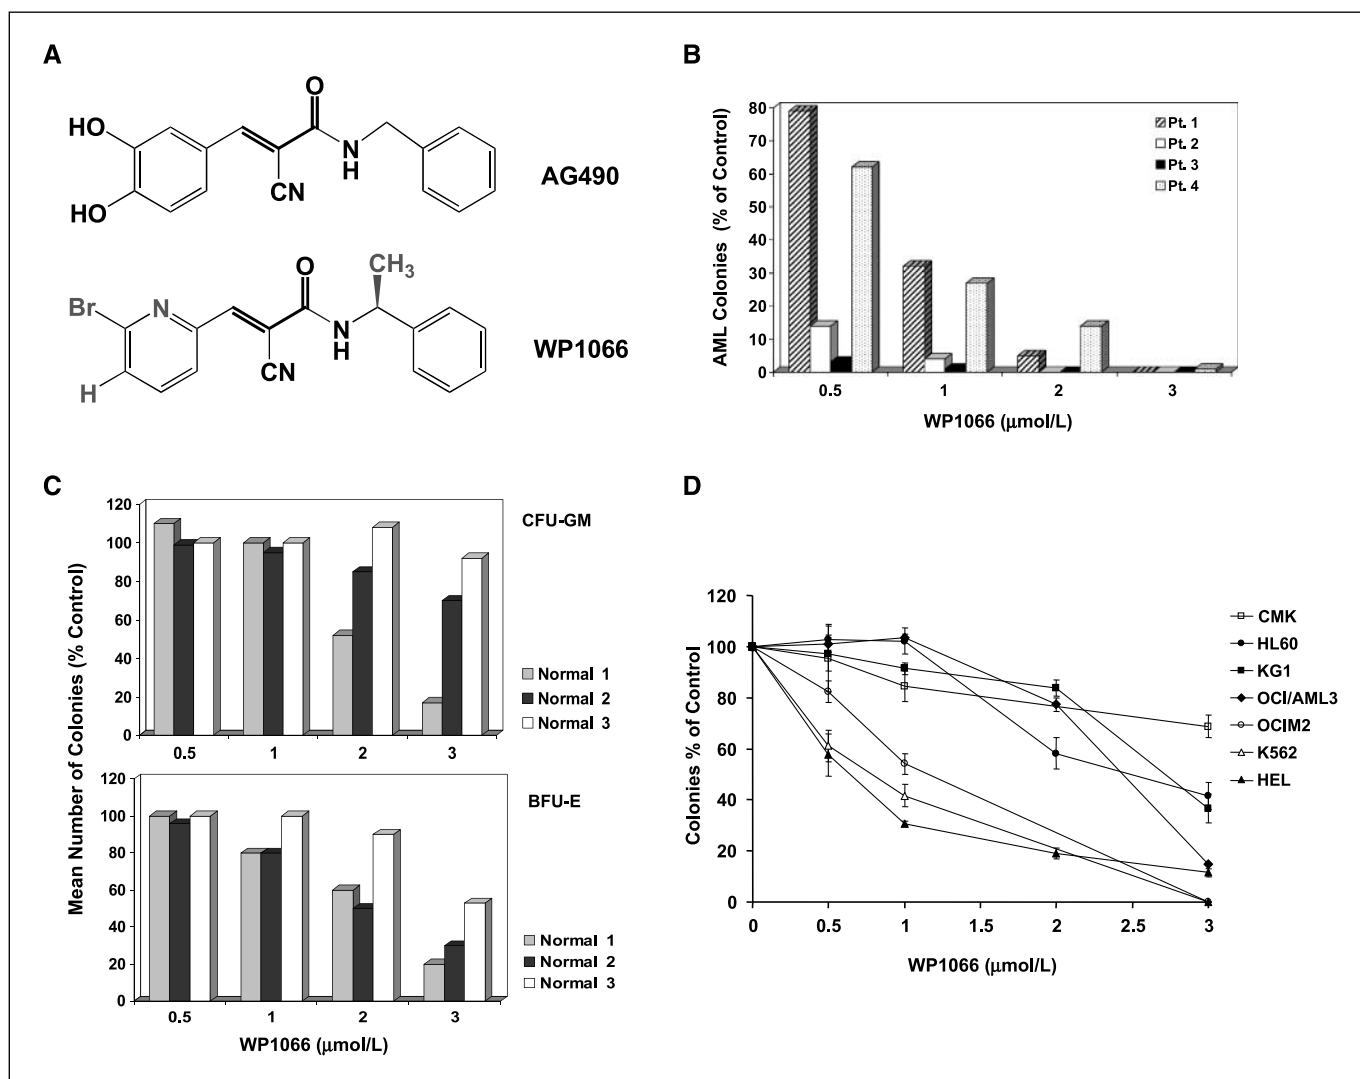 A
HO
HO
O
N
H
CN
AG490
Br
N
H
O
CH3
N
H
CN
WP1066
B
AML Colonies (% of Control)
80
70
60
50
40
30
20
10
0
Pt. 1
Pt. 2
Pt. 3
Pt. 4
0.5 1 2 3
WP1066 (μmol/L)
C
Mean Number of Colonies (% Control)
120
100
80
60
40
20
0
CFU-GM
Normal 1
Normal 2
Normal 3
0.5 1 2 3
120
100
80
60
40
20
0
BFU-E
Normal 1
Normal 2
Normal 3
0.5 1 2 3
WP1066 (μmol/L)
D
Colonies % of Control
120
100
80
60
40
20
0
CMK
HL60
KG1
OCI/AML3
OCIM2
K562
HEL
0 0.5 1 1.5 2 2.5 3
WP1066 (μmol/L)